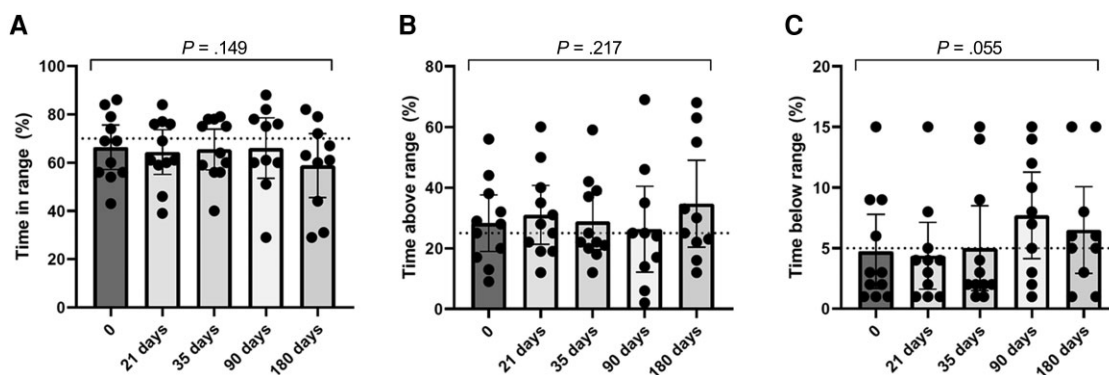 A
P = .149
Time in range (%)
100
80
60
40
20
0
0
21 days
35 days
90 days
180 days
B
P = .217
Time above range (%)
80
60
40
20
0
0
21 days
35 days
90 days
180 days
C
P = .055
Time below range (%)
20
15
10
5
0
0
21 days
35 days
90 days
180 days